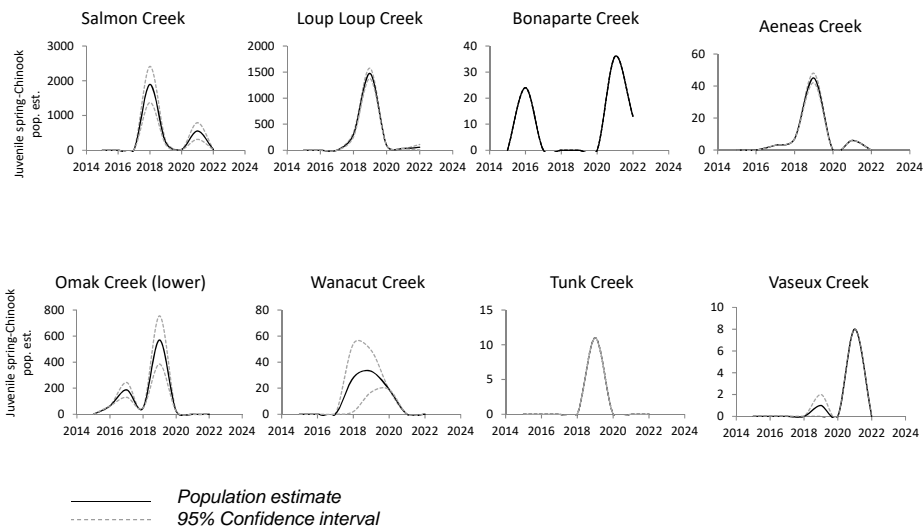 Salmon Creek
Loup Loup Creek
Bonaparte Creek
Aeneas Creek
Juvenile spring-Chinook
pop. est.
3000
2000
1000
0
2014 2016 2018 2020 2022 2024
2000
1500
1000
500
0
2014 2016 2018 2020 2022 2024
40
30
20
10
0
2014 2016 2018 2020 2022 2024
60
40
20
0
2014 2016 2018 2020 2022 2024
Omak Creek (lower)
Wanacut Creek
Tunk Creek
Vaseux Creek
Juvenile spring-Chinook
pop. est.
800
600
400
200
0
2014 2016 2018 2020 2022 2024
80
60
40
20
0
2014 2016 2018 2020 2022 2024
15
10
5
0
2014 2016 2018 2020 2022 2024
10
8
6
4
2
0
2014 2016 2018 2020 2022 2024
Population estimate
95% Confidence interval